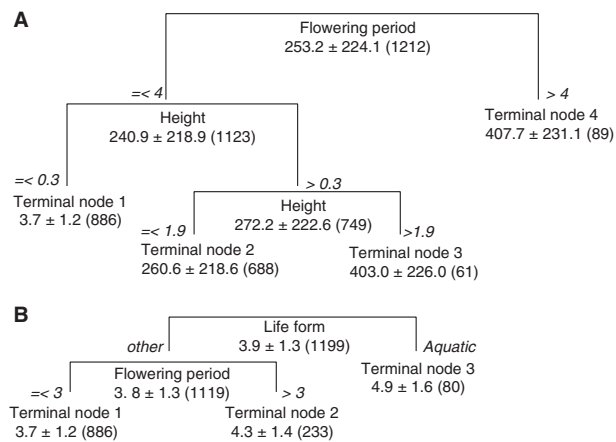 A
Flowering period
253.2 ± 224.1 (1212)
=< 4
> 4
Height
240.9 ± 218.9 (1123)
Terminal node 4
407.7 ± 231.1 (89)
=< 0.3
> 0.3
Terminal node 1
3.7 ± 1.2 (886)
Height
272.2 ± 222.6 (749)
=< 1.9
>1.9
Terminal node 2
260.6 ± 218.6 (688)
Terminal node 3
403.0 ± 226.0 (61)
B
Life form
3.9 ± 1.3 (1199)
other
Aquatic
Flowering period
3. 8 ± 1.3 (1119)
Terminal node 3
4.9 ± 1.6 (80)
=< 3
> 3
Terminal node 1
3.7 ± 1.2 (886)
Terminal node 2
4.3 ± 1.4 (233)